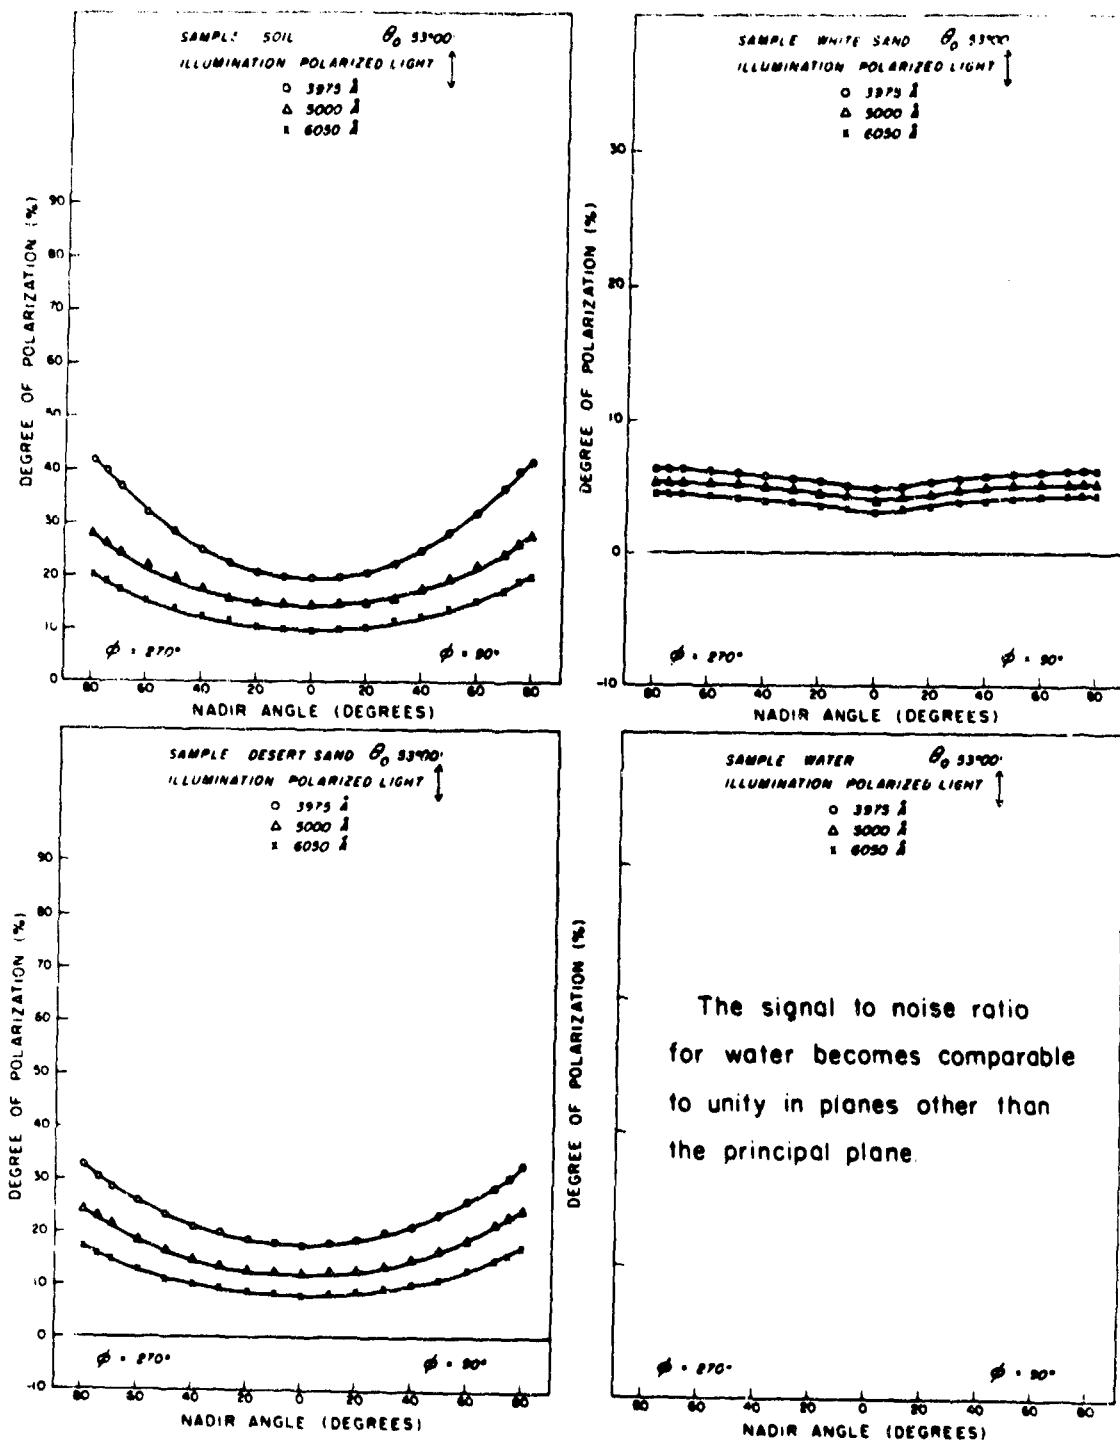 SAMPLE SOIL θ₀ 53°00'
ILLUMINATION POLARIZED LIGHT
○ 3975 Å
△ 5000 Å
x 6050 Å
DEGREE OF POLARIZATION (%)
90
80
70
60
50
40
30
20
10
0
ϕ = 270°
ϕ = 90°
80 60 40 20 0 20 40 60 80
NADIR ANGLE (DEGREES)
SAMPLE WHITE SAND θ₀ 53°00'
ILLUMINATION POLARIZED LIGHT
○ 3975 Å
△ 5000 Å
x 6050 Å
DEGREE OF POLARIZATION (%)
30
20
10
0
-10
ϕ = 270°
ϕ = 90°
80 60 40 20 0 20 40 60 80
NADIR ANGLE (DEGREES)
SAMPLE DESERT SAND θ₀ 53°00'
ILLUMINATION POLARIZED LIGHT
○ 3975 Å
△ 5000 Å
x 6050 Å
DEGREE OF POLARIZATION (%)
90
80
70
60
50
40
30
20
10
0
-10
ϕ = 270°
ϕ = 90°
80 60 40 20 0 20 40 60 80
NADIR ANGLE (DEGREES)
SAMPLE WATER θ₀ 53°00'
ILLUMINATION POLARIZED LIGHT
○ 3975 Å
△ 5000 Å
x 6050 Å
DEGREE OF POLARIZATION (%)
The signal to noise ratio
for water becomes comparable
to unity in planes other than
the principal plane.
ϕ = 270°
ϕ = 90°
80 60 40 20 0 20 40 60 80
NADIR ANGLE (DEGREES)